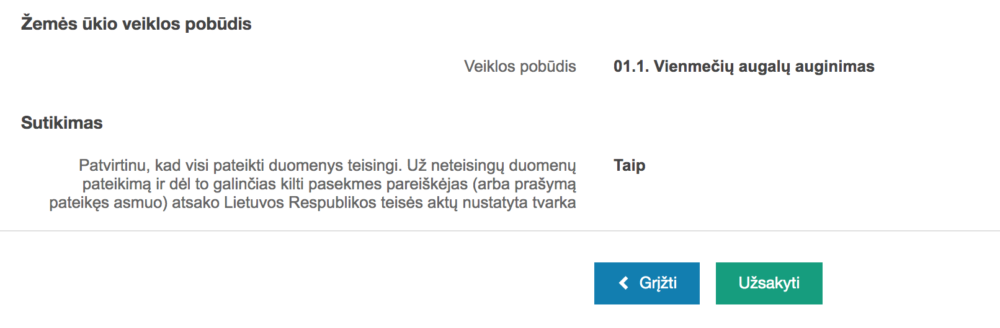 Žemės ūkio veiklos pobūdis
Veiklos pobūdis 01.1. Vienmečių augalų auginimas
Sutikimas
Patvirtinu, kad visi pateikti duomenys teisingi. Už neteisingų duomenų Taip
pateikimą ir dėl to galinčias kilti pasekmes pareiškėjas (arba prašymą
pateikęs asmuo) atsako Lietuvos Respublikos teisės aktų nustatyta tvarka
Grįžti Užsakyti